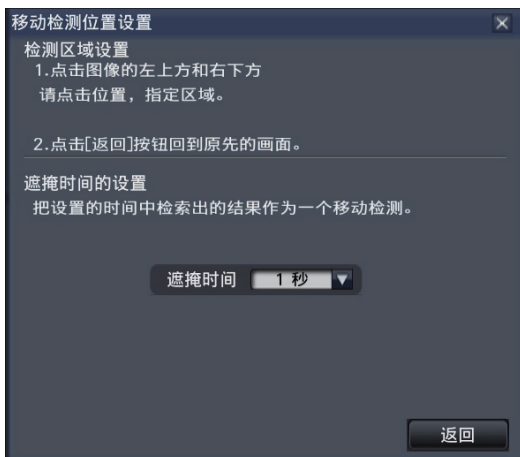 移动检测位置设置
检测区域设置
1.点击图像的左上方和右下方
请点击位置，指定区域。
2.点击[返回]按钮回到原先的画面。
遮掩时间的设置
把设置的时间中检索出的结果作为一个移动检测。
遮掩时间 1 秒
返回